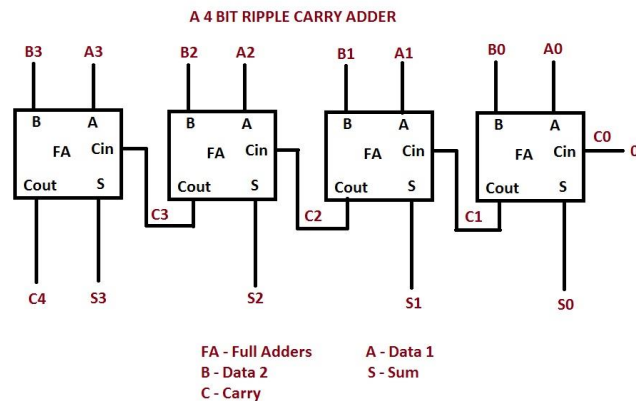 A 4 BIT RIPPLE CARRY ADDER
B3 A3 B2 A2 B1 A1 B0 A0
B A B A B A B A
FA Cin FA Cin FA Cin FA Cin C0 0
Cout S Cout S Cout S Cout S
C3 C2 C1
C4 S3 S2 S1 S0
FA - Full Adders A - Data 1
B - Data 2 S - Sum
C - Carry